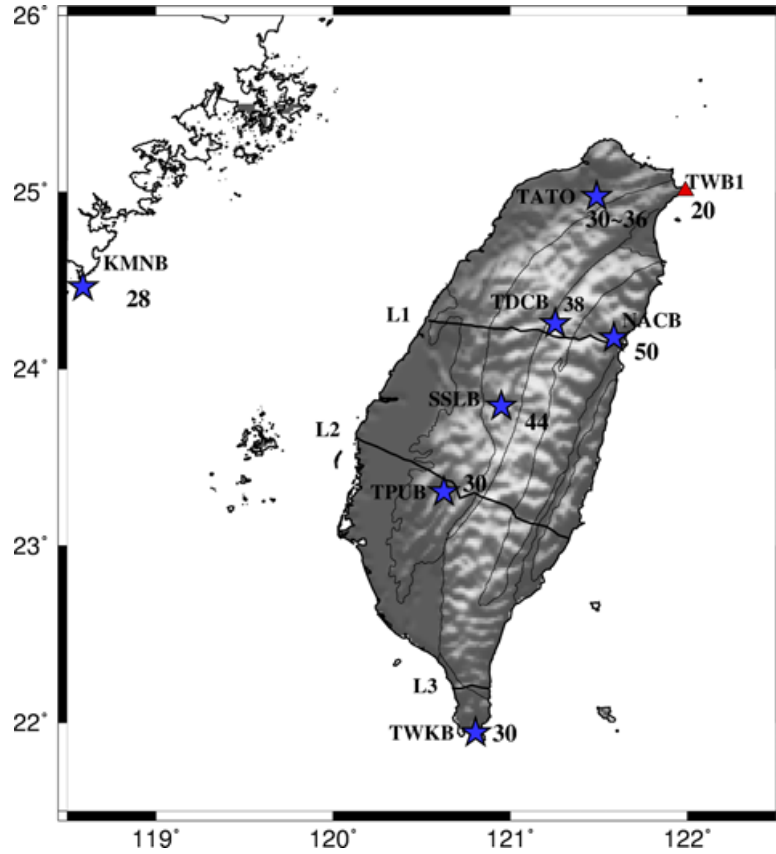 26°
25°
TATO
TWB1
30~36
20
KMNB
28
TDCB
38
L1
NACB
50
24°
SSLB
44
L2
TPUB
30
23°
L3
22°
TWKB
30
119°
120°
121°
122°